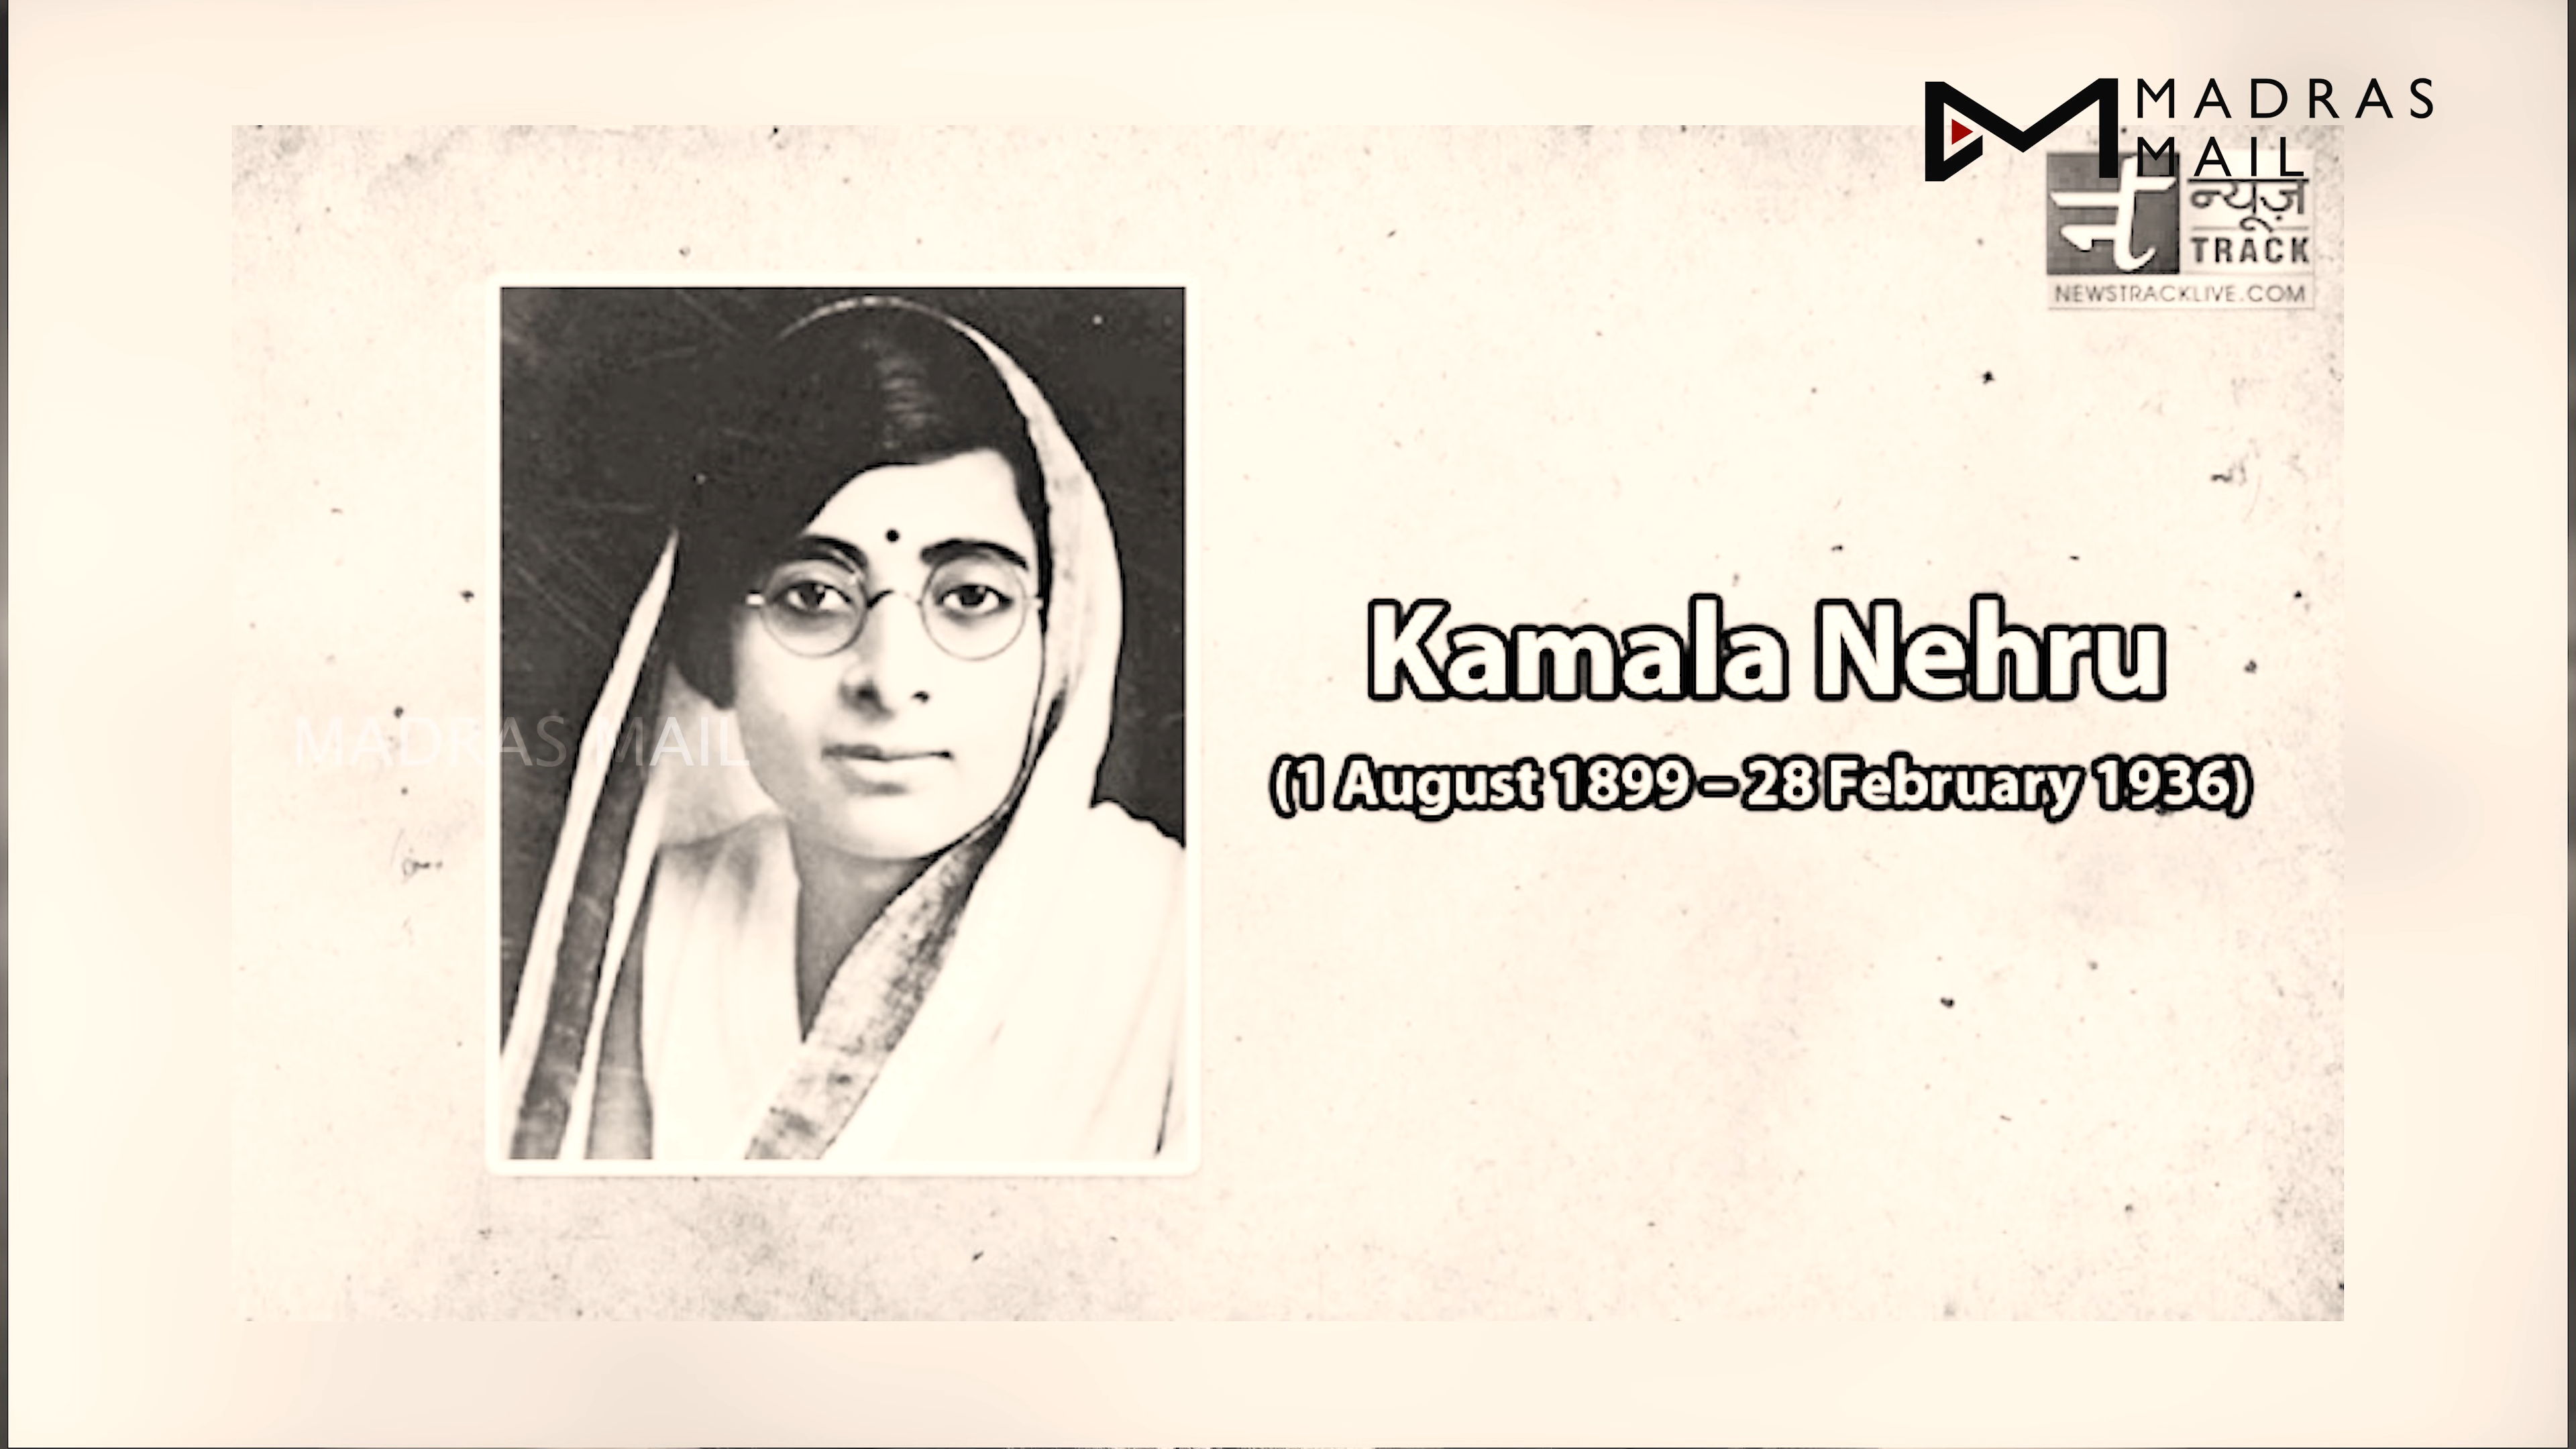 MADRAS
MAIL
न्यूज़
TRACK
NEWSTRACKLIVE.COM
Kamala Nehru
(1 August 1899 – 28 February 1936)
MADRAS MAIL